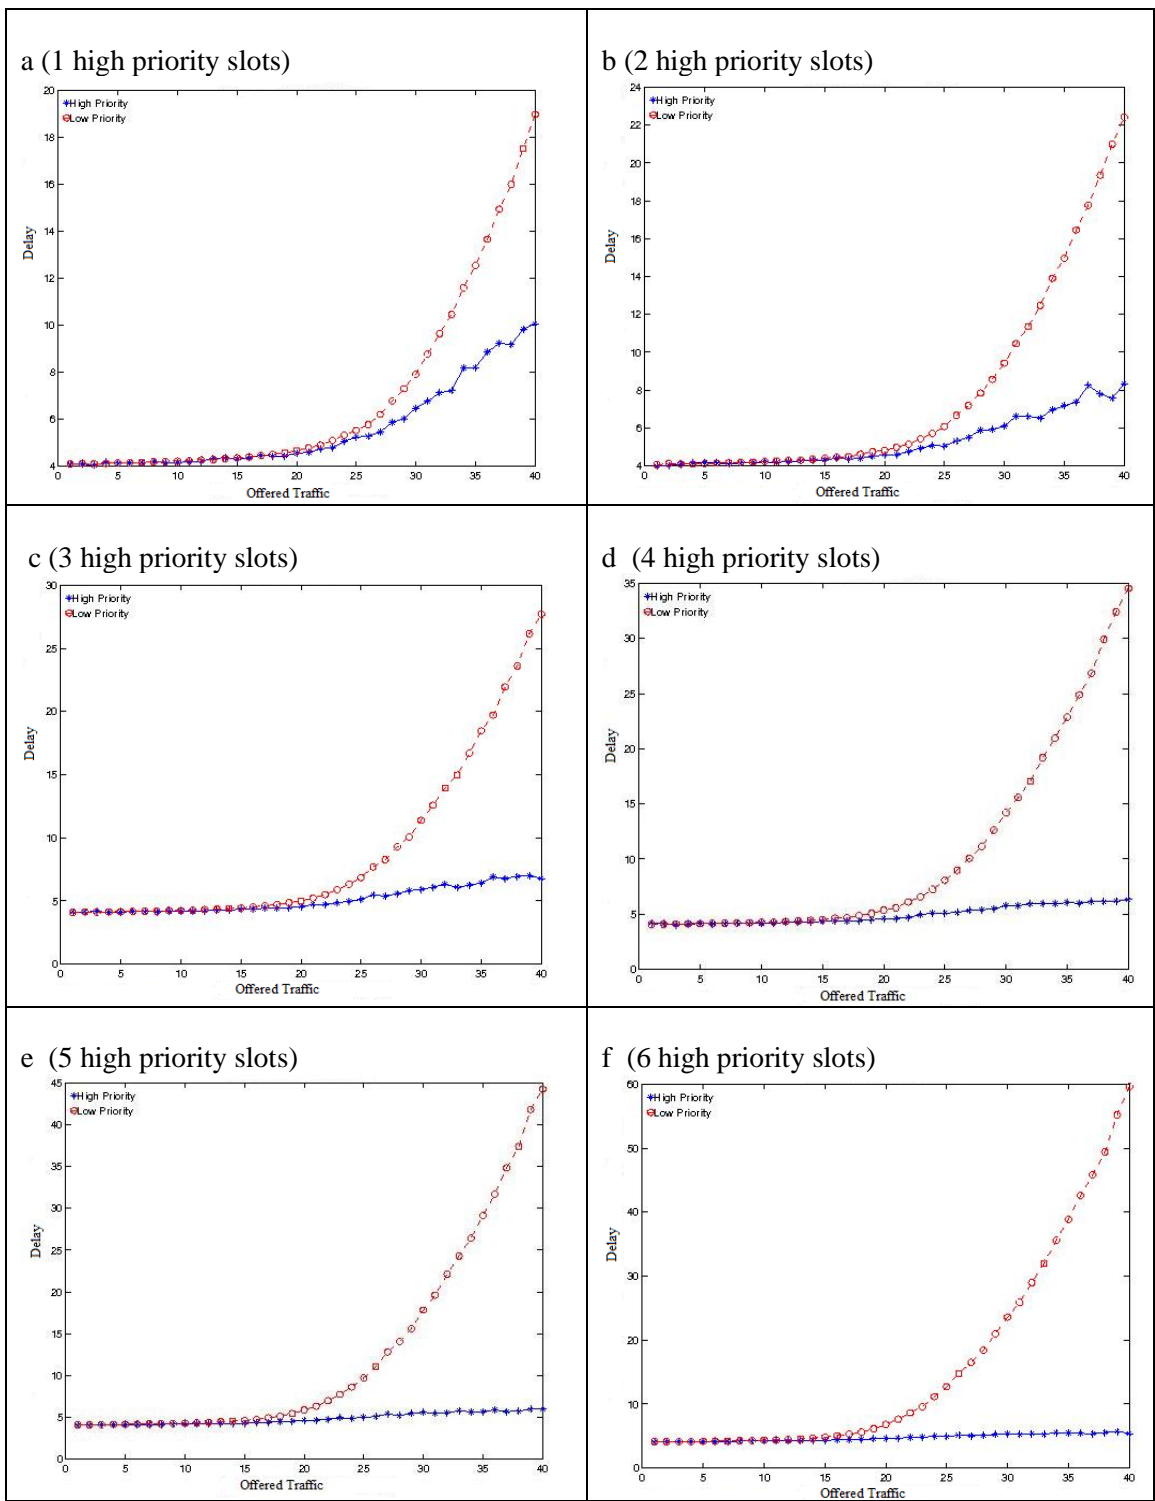 a (1 high priority slots)
20
18
16
14
12
10
8
6
4
High Priority
Low Priority
Delay
0 5 10 15 20 25 30 35 40
Offered Traffic
b (2 high priority slots)
24
22
20
18
16
14
12
10
8
6
4
High Priority
Low Priority
Delay
0 5 10 15 20 25 30 35 40
Offered Traffic
c (3 high priority slots)
30
25
20
15
10
5
0
High Priority
Low Priority
Delay
0 5 10 15 20 25 30 35 40
Offered Traffic
d (4 high priority slots)
35
30
25
20
15
10
5
0
High Priority
Low Priority
Delay
0 5 10 15 20 25 30 35 40
Offered Traffic
e (5 high priority slots)
45
40
35
30
25
20
15
10
5
0
High Priority
Low Priority
Delay
0 5 10 15 20 25 30 35 40
Offered Traffic
f (6 high priority slots)
60
50
40
30
20
10
0
High Priority
Low Priority
Delay
0 5 10 15 20 25 30 35 40
Offered Traffic